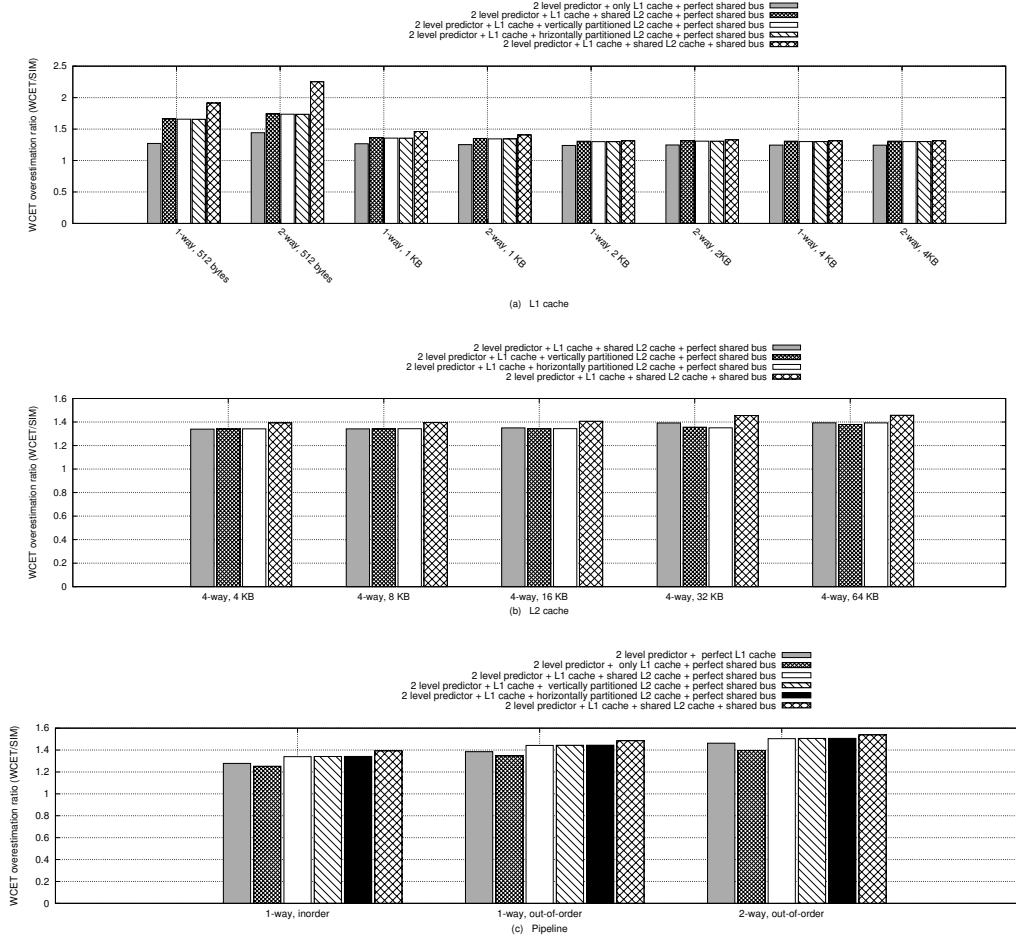 2 level predictor + only L1 cache + perfect shared bus
2 level predictor + L1 cache + shared L2 cache + perfect shared bus
2 level predictor + L1 cache + vertically partitioned L2 cache + perfect shared bus
2 level predictor + L1 cache + hrizontally partitioned L2 cache + perfect shared bus
2 level predictor + L1 cache + shared L2 cache + shared bus
WCET overestimation ratio (WCET/SIM)
2.5
2
1.5
1
0.5
0
1-way, 512 bytes
2-way, 512 bytes
1-way, 1 KB
2-way, 1 KB
1-way, 2 KB
2-way, 2KB
1-way, 4 KB
2-way, 4KB
(a) L1 cache
2 level predictor + L1 cache + shared L2 cache + perfect shared bus
2 level predictor + L1 cache + vertically partitioned L2 cache + perfect shared bus
2 level predictor + L1 cache + horizontally partitioned L2 cache + perfect shared bus
2 level predictor + L1 cache + shared L2 cache + shared bus
WCET overestimation ratio (WCET/SIM)
1.6
1.4
1.2
1
0.8
0.6
0.4
0.2
0
4-way, 4 KB
4-way, 8 KB
4-way, 16 KB
4-way, 32 KB
4-way, 64 KB
(b) L2 cache
2 level predictor + perfect L1 cache
2 level predictor + only L1 cache + perfect shared bus
2 level predictor + L1 cache + shared L2 cache + perfect shared bus
2 level predictor + L1 cache + vertically partitioned L2 cache + perfect shared bus
2 level predictor + L1 cache + horizontally partitioned L2 cache + perfect shared bus
2 level predictor + L1 cache + shared L2 cache + shared bus
WCET overestimation ratio (WCET/SIM)
1.6
1.4
1.2
1
0.8
0.6
0.4
0.2
0
1-way, inorder
1-way, out-of-order
2-way, out-of-order
(c) Pipeline